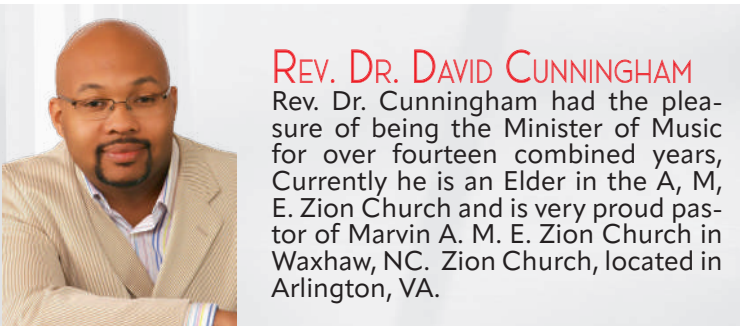 REV. DR. DAVID CUNNINGHAM
Rev. Dr. Cunningham had the plea-
sure of being the Minister of Music
for over fourteen combined years,
Currently he is an Elder in the A, M,
E. Zion Church and is very proud pas-
tor of Marvin A. M. E. Zion Church in
Waxhaw, NC.  Zion Church, located in
Arlington, VA.